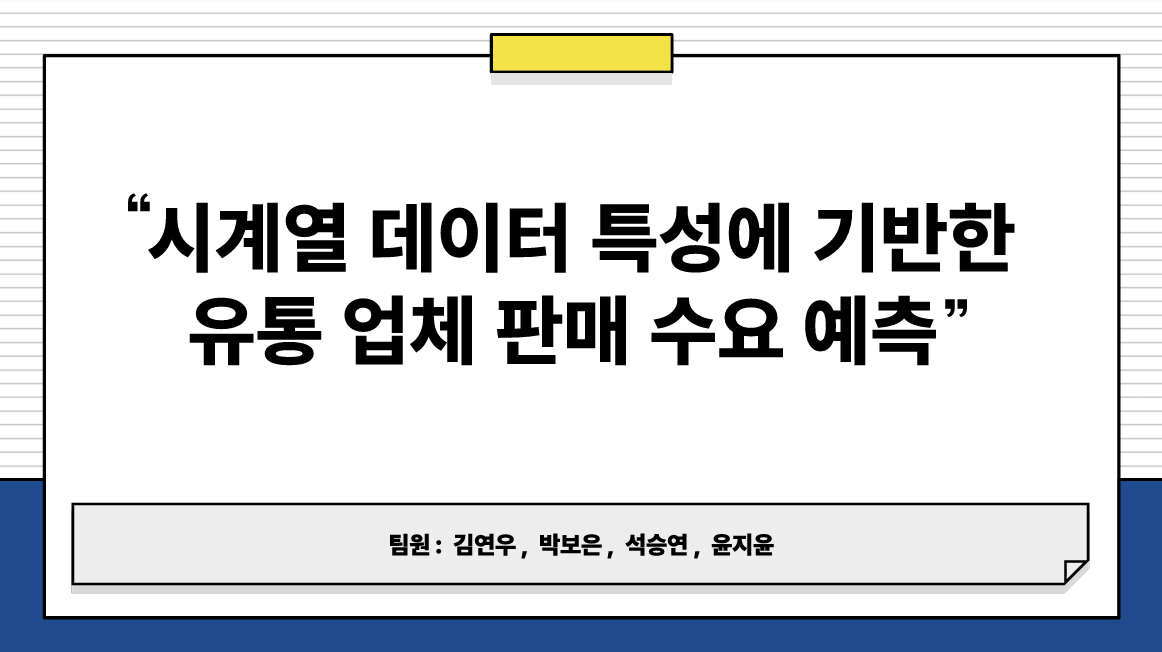 “시계열 데이터 특성에 기반한
유통 업체 판매 수요 예측”
팀원 : 김연우 , 박보은 , 석승연 , 윤지윤